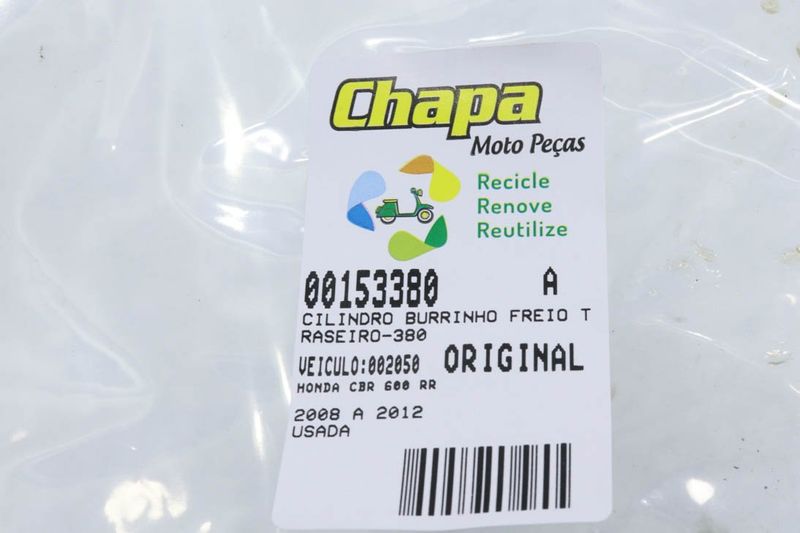 Chapa
Moto Peças
Recicle
Renove
Reutilize
00153380 A
CILINDRO BURRINHO FREIO T
RASEIRO-380
VEICULO:002050 ORIGINAL
HONDA CBR 600 RR
2008 A 2012
USADA